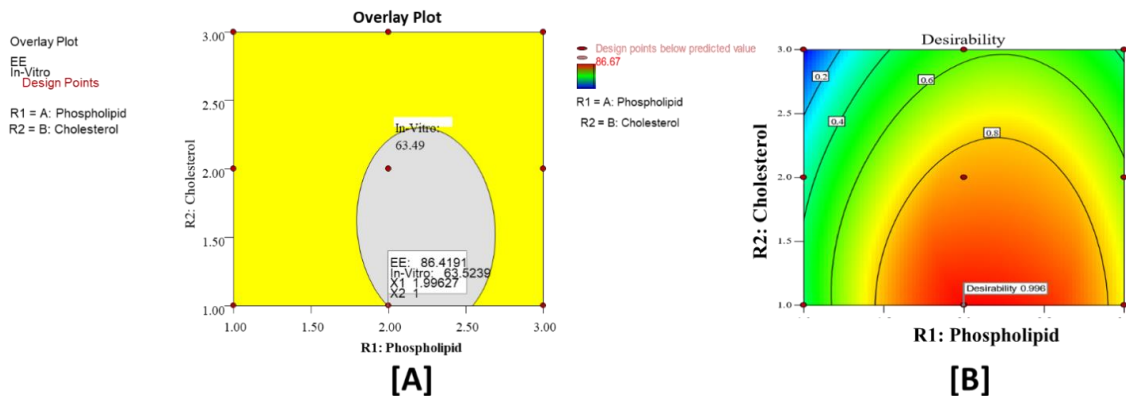 Overlay Plot
EE
In-Vitro
Design Points
R1 = A: Phospholipid
R2 = B: Cholesterol
Overlay Plot
3.00
2.50
2.00
1.50
1.00
R2: Cholesterol
In-Vitro:
63.49
EE: 86.4191
In-Vitro: 63.5239
X1 1.99627
X2 1
1.00
1.50
2.00
2.50
3.00
R1: Phospholipid
[A]
Design points below predicted value
86.67
R1 = A: Phospholipid
R2 = B: Cholesterol
Desirability
3.0
2.5
2.0
1.5
1.0
R2: Cholesterol
0.2
0.4
0.6
0.8
Desirability 0.996
R1: Phospholipid
[B]